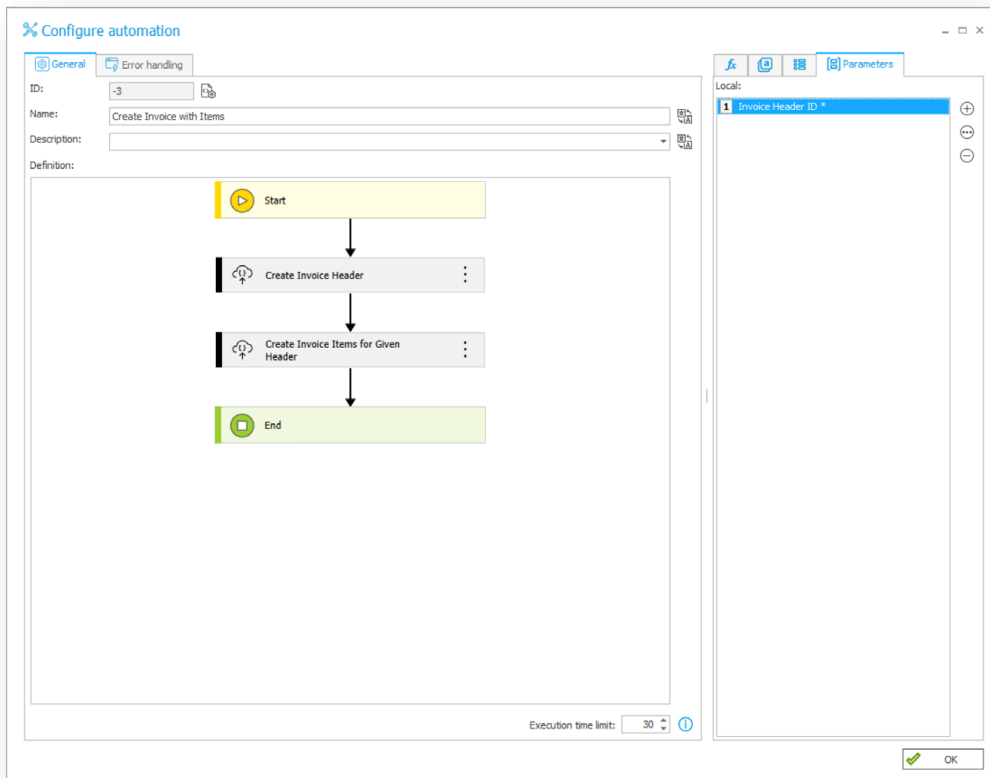 Configure automation
General
Error handling
fx
Parameters
ID:
-3
Local:
Name:
Create Invoice with Items
1 Invoice Header ID *
Description:
Definition:
Start
Create Invoice Header
Create Invoice Items for Given
Header
End
Execution time limit:
30
OK